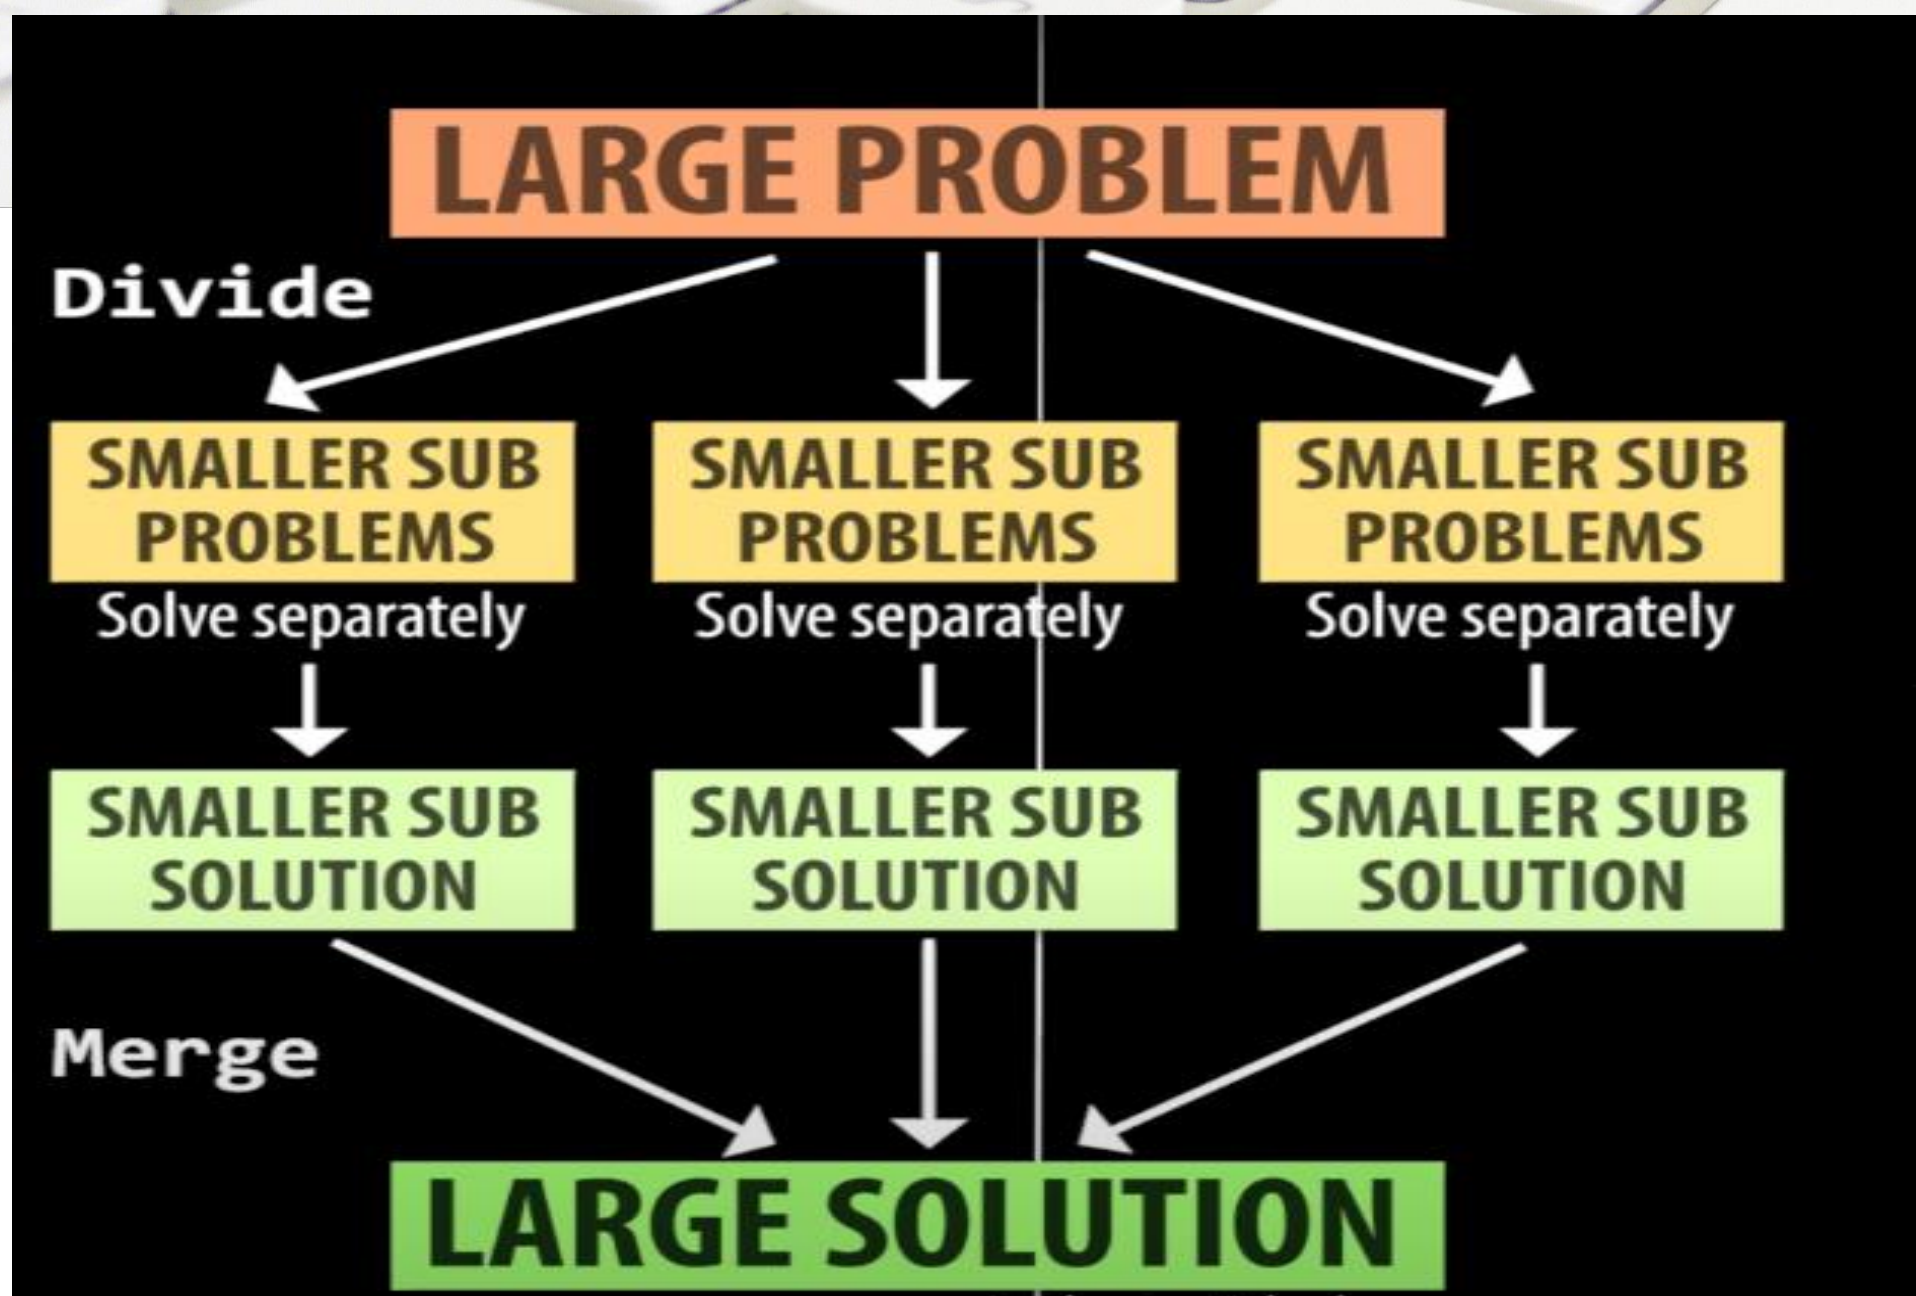 LARGE PROBLEM
Divide
SMALLER SUB
PROBLEMS
Solve separately
SMALLER SUB
PROBLEMS
Solve separately
SMALLER SUB
PROBLEMS
Solve separately
SMALLER SUB
SOLUTION
SMALLER SUB
SOLUTION
SMALLER SUB
SOLUTION
Merge
LARGE SOLUTION